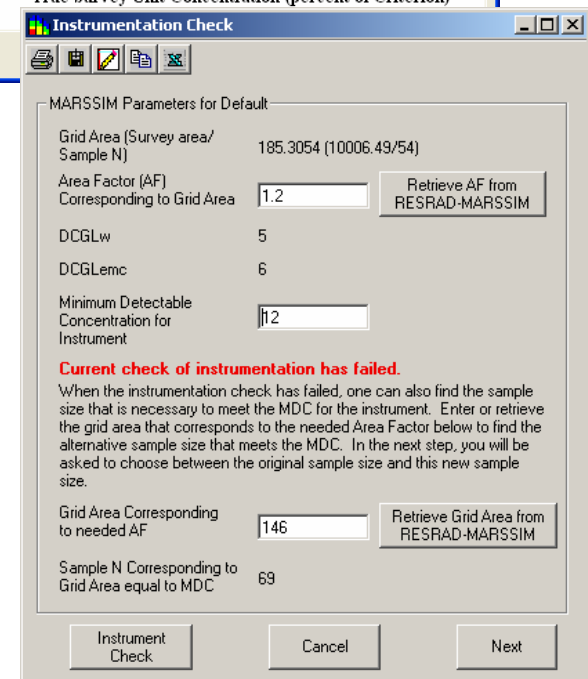 True Survey Unit Concentration (percent of Criterion)
Instrumentation Check
MARSSIM Parameters for Default
Grid Area (Survey area/
Sample N)
185.3054 (10006.49/54)
Area Factor (AF)
Corresponding to Grid Area
1.2
Retrieve AF from
RESRAD-MARSSIM
DCGLw
5
DCGLemc
6
Minimum Detectable
Concentration for
Instrument
12
Current check of instrumentation has failed.
When the instrumentation check has failed, one can also find the sample
size that is necessary to meet the MDC for the instrument. Enter or retrieve
the grid area that corresponds to the needed Area Factor below to find the
alternative sample size that meets the MDC. In the next step, you will be
asked to choose between the original sample size and this new sample
size.
Grid Area Corresponding
to needed AF
146
Retrieve Grid Area from
RESRAD-MARSSIM
Sample N Corresponding to
Grid Area equal to MDC
69
Instrument
Check
Cancel
Next